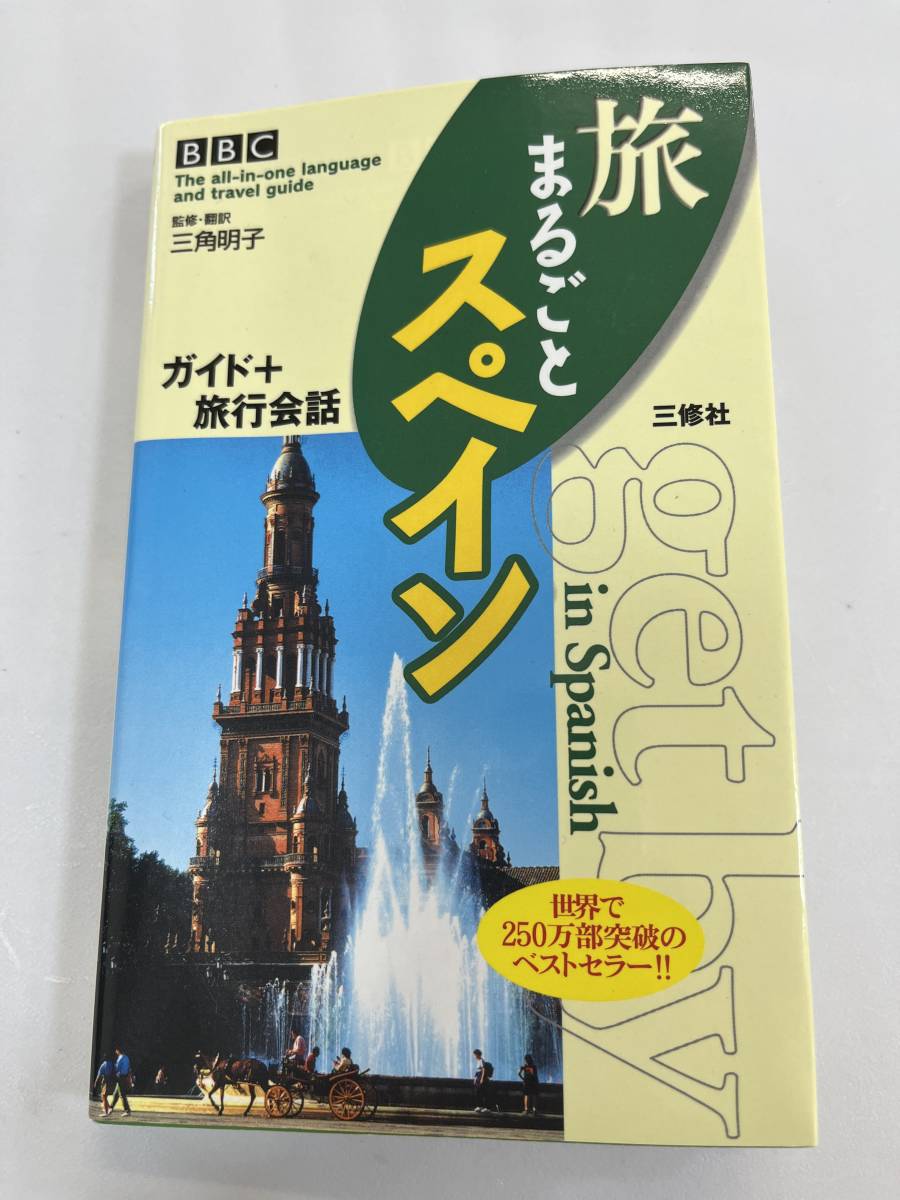 BBC
The all-in-one language
and travel guide
監修・翻訳
三角明子
旅
まるごと
スペイン
ガイド＋
旅行会話
三修社
get by
in Spanish
世界で
250万部突破の
ベストセラー!!